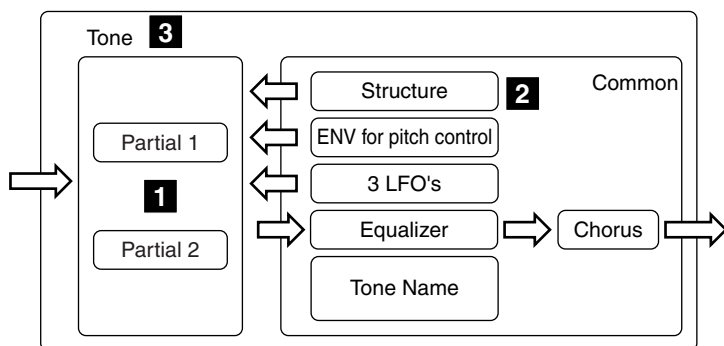 Tone 3
Common
Structure 2
ENV for pitch control
Partial 1
3 LFO's
1
Equalizer
Chorus
Partial 2
Tone Name